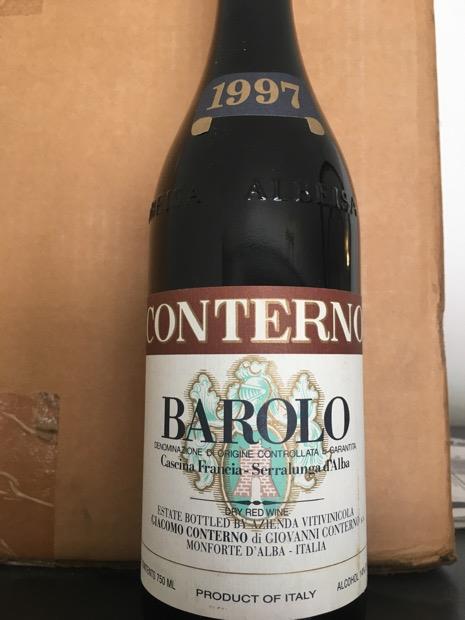 1997
ALBEISA
CONTERNO
BAROLO
DENOMINAZIONE DI ORIGINE CONTROLLATA E GARANTITA
Cascina Francia - Serralunga d'Alba
DRY RED WINE
ESTATE BOTTLED BY AZIENDA VITIVINICOLA
GIACOMO CONTERNO di GIOVANNI CONTERNO
MONFORTE D'ALBA - ITALIA
750 ML
ALCOHOL
PRODUCT OF ITALY